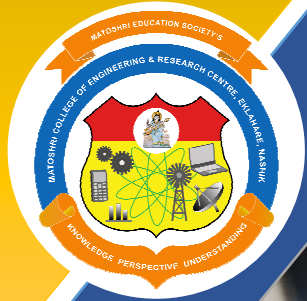 MATOSHRI EDUCATION SOCIETY'S
MATOSHRI COLLEGE OF ENGINEERING & RESEARCH CENTRE, EKLAHARE, NASHIK
KNOWLEDGE PERSPECTIVE UNDERSTANDING